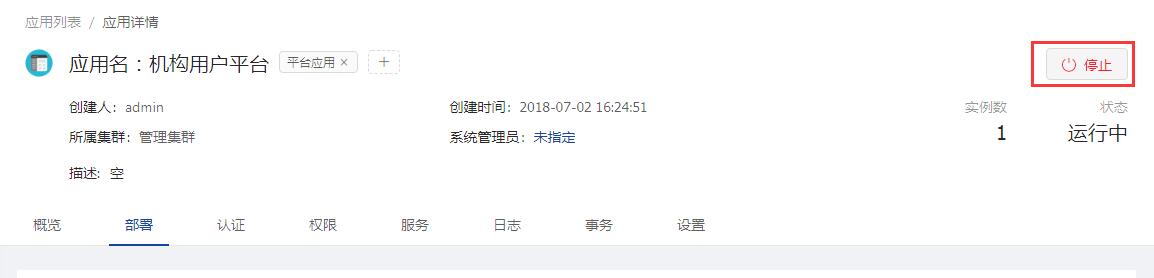 应用列表 / 应用详情
应用名：机构用户平台 平台应用 × + 停止
创建人：admin 创建时间：2018-07-02 16:24:51 实例数 状态
所属集群：管理集群 系统管理员：未指定 1 运行中
描述：空
概览 部署 认证 权限 服务 日志 事务 设置